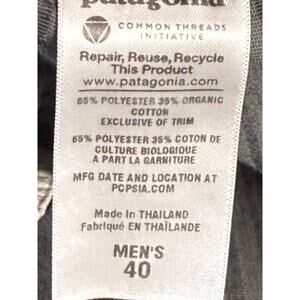 patagonia
COMMON THREADS
INITIATIVE
Repair, Reuse, Recycle
This Product
www.patagonia.com
65% POLYESTER 35% ORGANIC
COTTON
EXCLUSIVE OF TRIM
65% POLYESTER 35% COTON DE
CULTURE BIOLOGIQUE
A PART LA GARNITURE
MFG DATE AND LOCATION AT
PCPSIA.COM
Made in THAILAND
Fabriqué EN THAÏLANDE
MEN'S
40